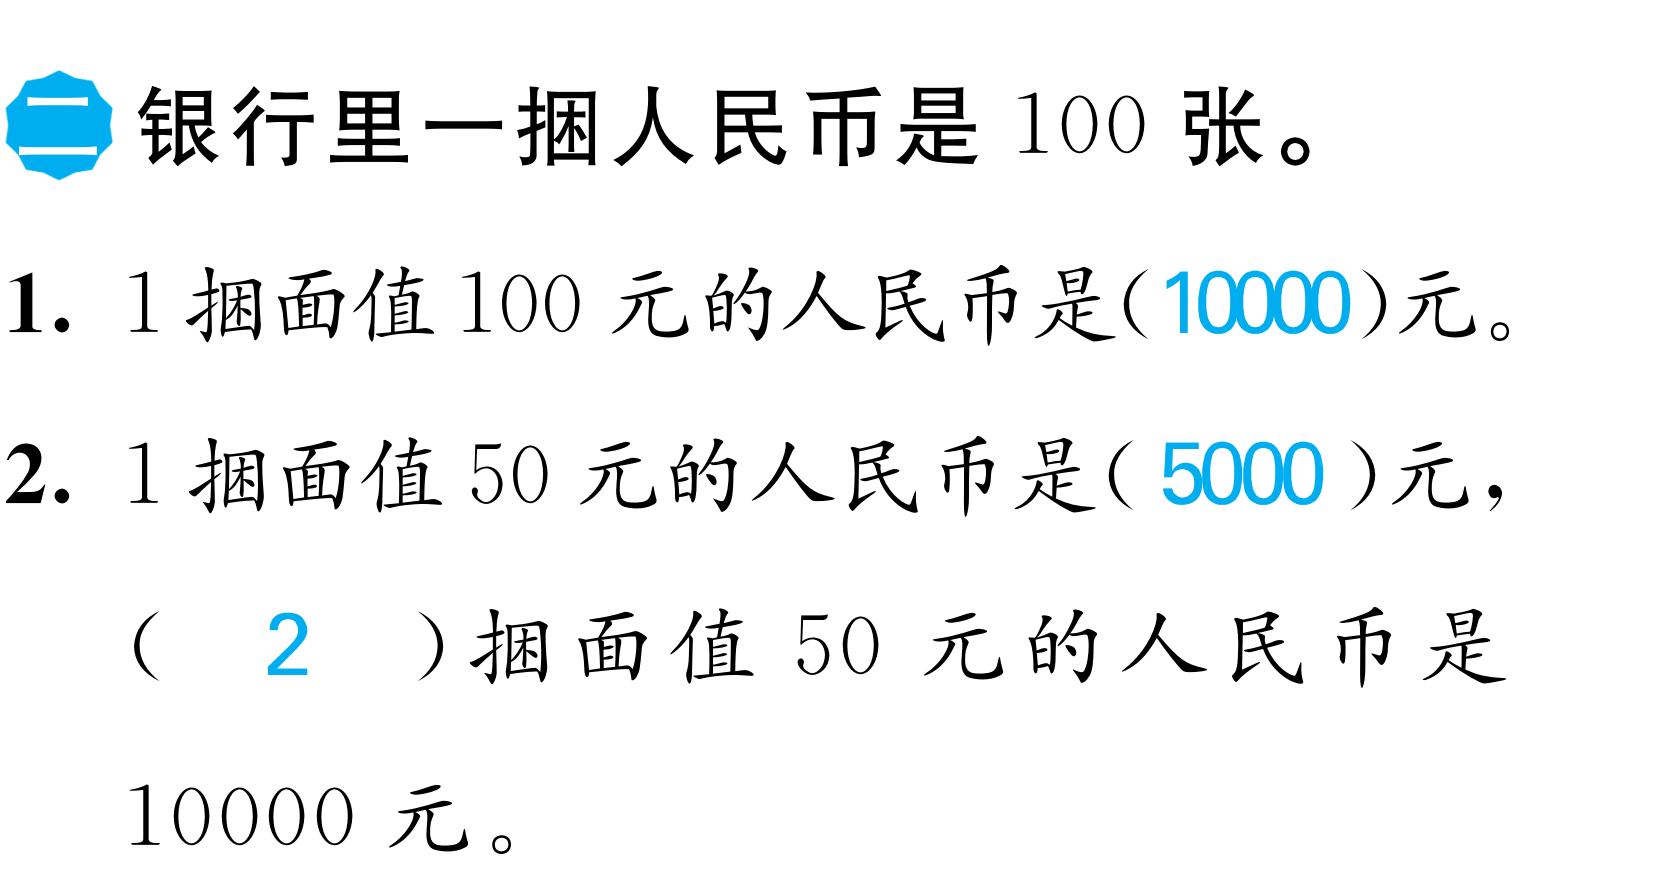 二 银行里一捆人民币是 100 张。
1. 1 捆面值 100 元的人民币是(10000)元。
2. 1 捆面值 50 元的人民币是( 5000 )元，
( 2 )捆面值 50 元的人民币是
10000 元。